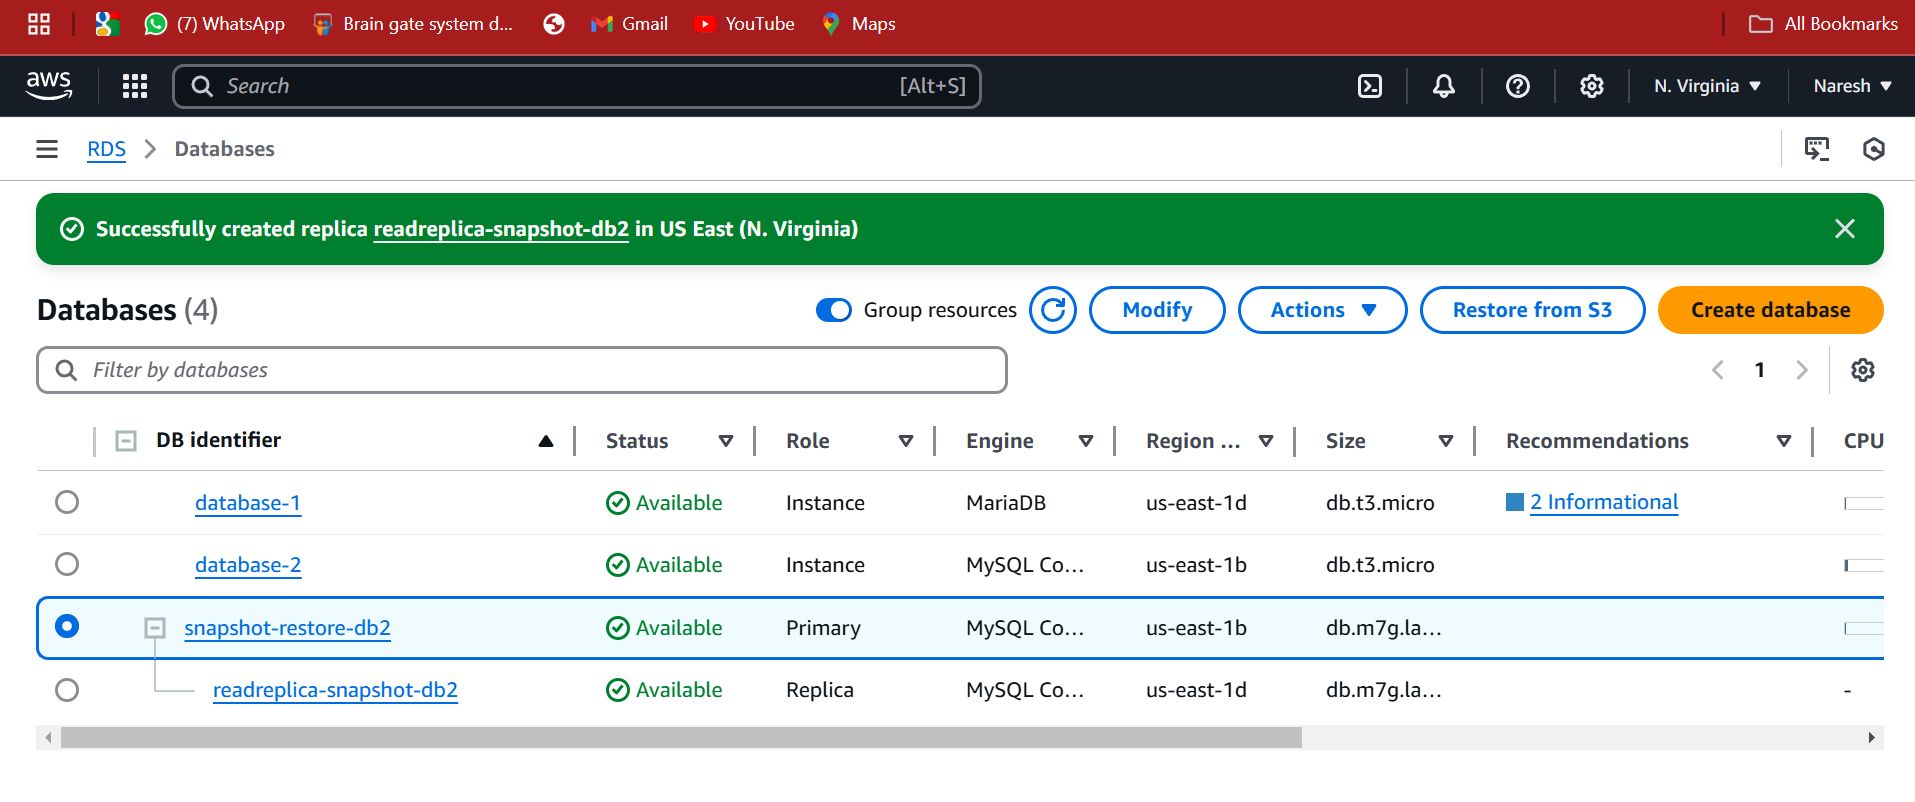 (7) WhatsApp Brain gate system d... Gmail YouTube Maps All Bookmarks
aws Search [Alt+S] N. Virginia Naresh
RDS Databases
Successfully created replica readreplica-snapshot-db2 in US East (N. Virginia)
Databases (4) Group resources Modify Actions Restore from S3 Create database
Filter by databases 1
DB identifier Status Role Engine Region ... Size Recommendations CPU
database-1 Available Instance MariaDB us-east-1d db.t3.micro 2 Informational
database-2 Available Instance MySQL Co... us-east-1b db.t3.micro
snapshot-restore-db2 Available Primary MySQL Co... us-east-1b db.m7g.la...
readreplica-snapshot-db2 Available Replica MySQL Co... us-east-1d db.m7g.la... -